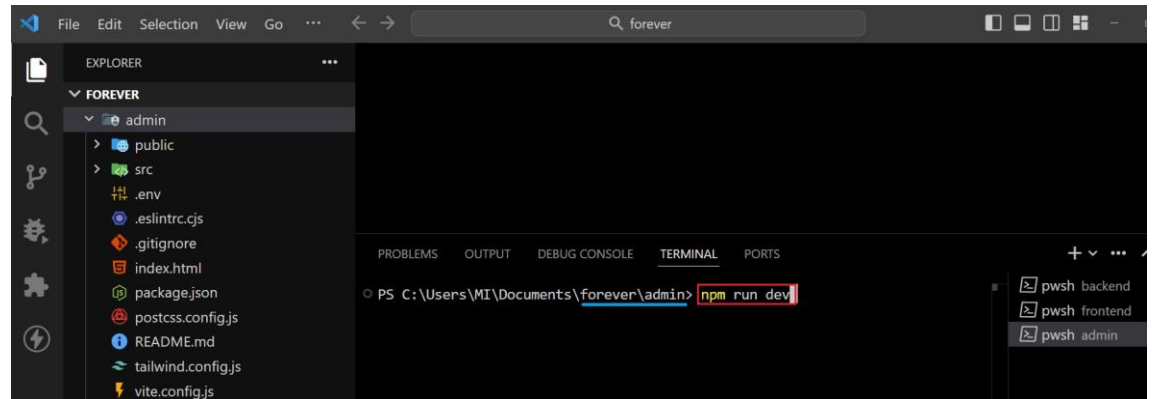 File Edit Selection View Go ··· forever
EXPLORER ···
FOREVER
admin
public
src
.env
.eslintrc.cjs
.gitignore
index.html
package.json
postcss.config.js
README.md
tailwind.config.js
vite.config.js
PROBLEMS OUTPUT DEBUG CONSOLE TERMINAL PORTS
PS C:\Users\MI\Documents\forever\admin> npm run dev
pwsh backend
pwsh frontend
pwsh admin